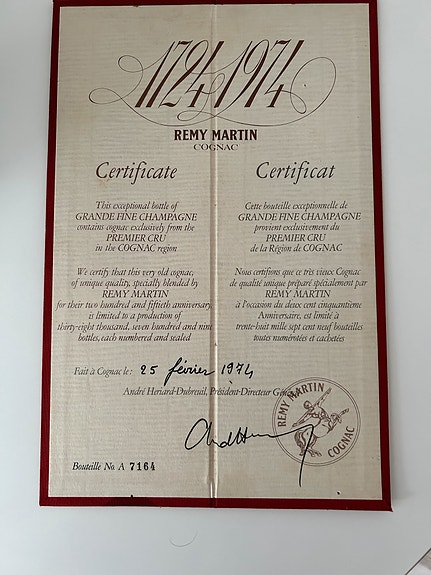 1724 1974
REMY MARTIN
COGNAC
Certificate
This exceptional bottle of
GRANDE FINE CHAMPAGNE
contains cognac exclusively from the
PREMIER CRU
in the COGNAC region
We certify that this very old cognac,
of unique quality, specially blended by
REMY MARTIN
for their two hundred and fiftieth anniversary,
is limited to a production of
thirty-eight thousand, seven hundred and nine
bottles, each numbered and sealed
Certificat
Cette bouteille exceptionnelle de
GRANDE FINE CHAMPAGNE
provient exclusivement du
PREMIER CRU
de la Région de COGNAC
Nous certifions que ce très vieux Cognac
de qualité unique préparé spécialement par
REMY MARTIN
à l'occasion du deux cent cinquantième
Anniversaire, est limité à
trente-huit mille sept cent neuf bouteilles
toutes numérotées et cachetées
Fait à Cognac le: 25 février 1974
André Heriard-Dubreuil, Président-Directeur
REMY MARTIN
COGNAC
Bouteille No. A 7164